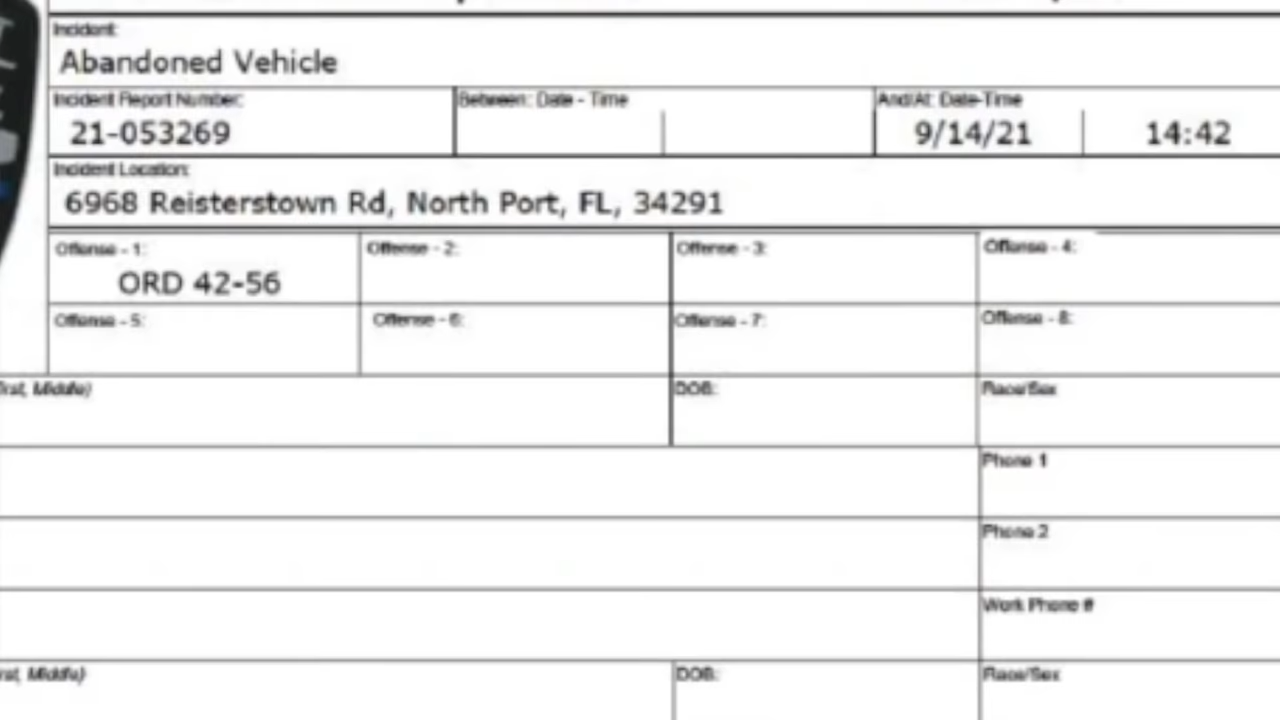 Incident:
Abandoned Vehicle
Incident Report Number: Between: Date - Time And/At: Date-Time
21-053269 9/14/21 14:42
Incident Location:
6968 Reisterstown Rd, North Port, FL, 34291
Offense - 1: Offense - 2: Offense - 3: Offense - 4:
ORD 42-56
Offense - 5: Offense - 6: Offense - 7: Offense - 8:
Middle) DOB: Race/Sex
Phone 1
Phone 2
Work Phone #
Middle) DOB: Race/Sex